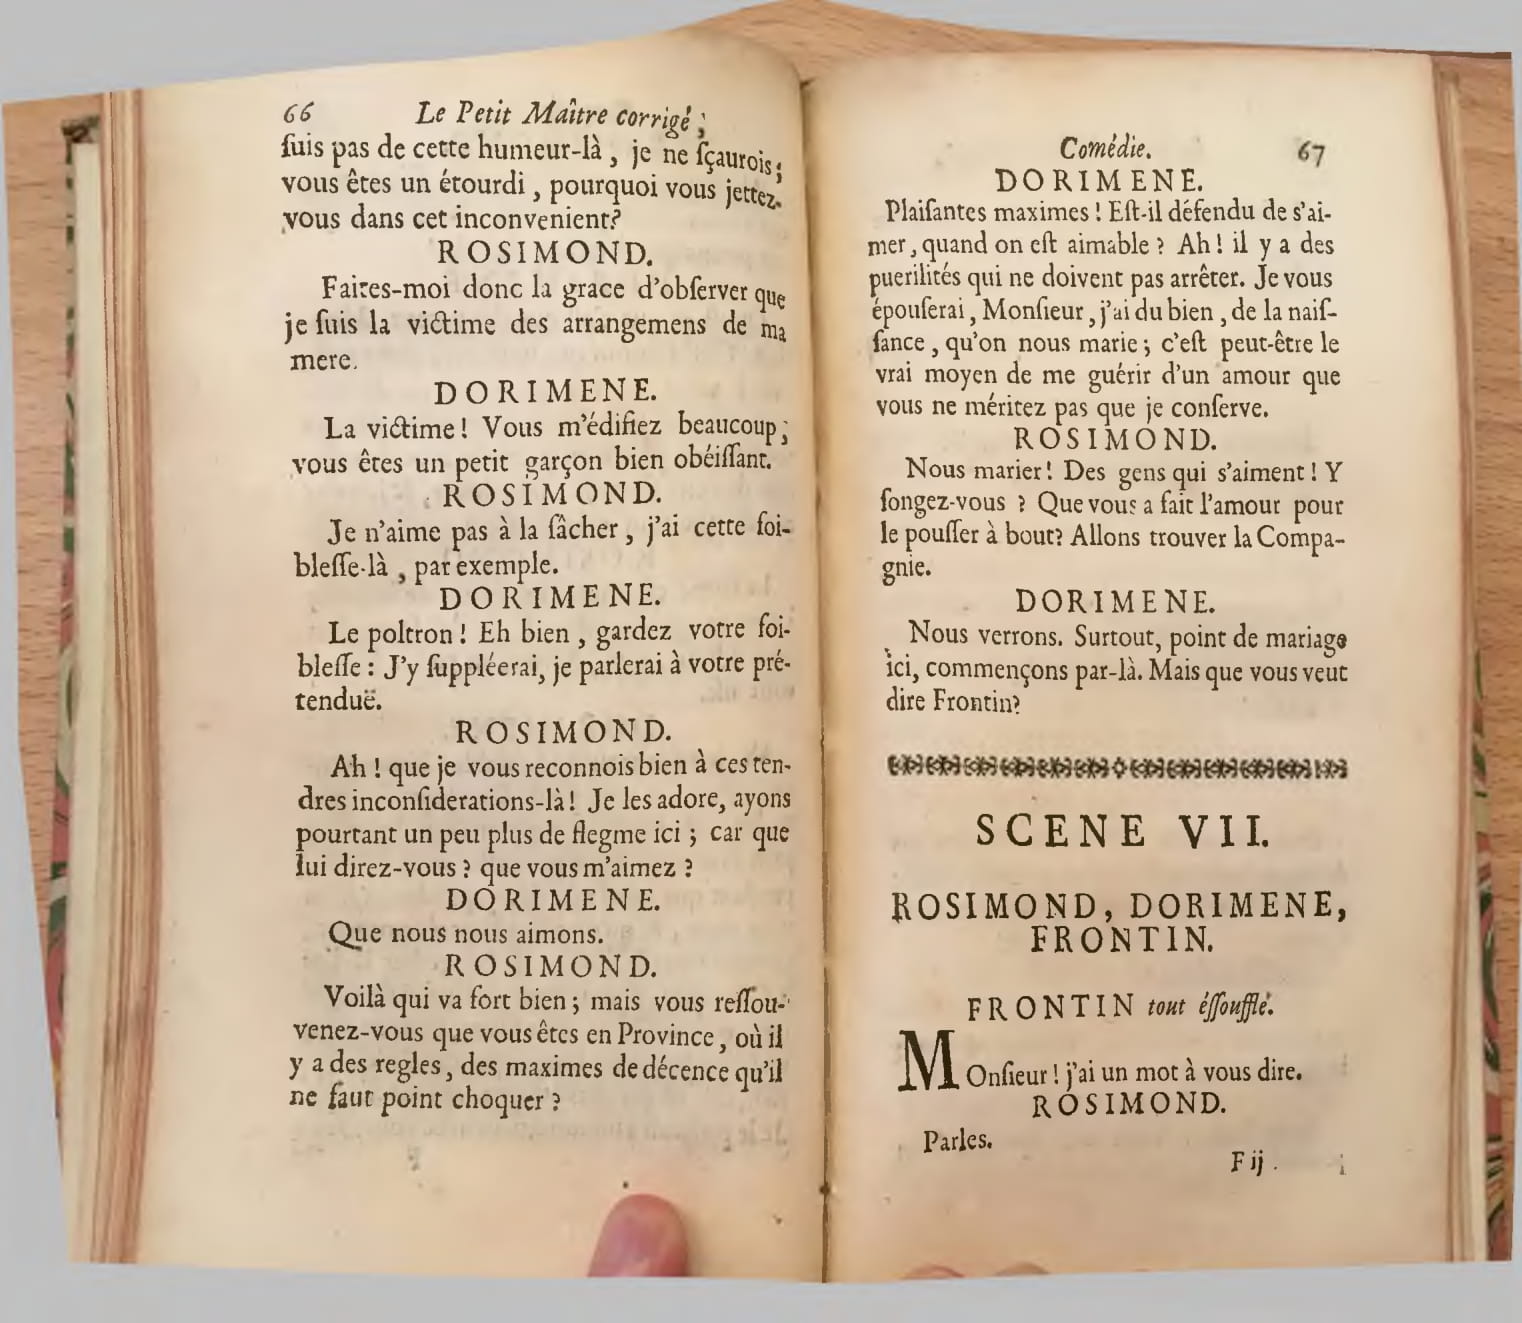 66 Le Petit Maître corrigé ;
ſuis pas de cette humeur-là , je ne ſçaurois ;
vous êtes un étourdi , pourquoi vous jettez-
vous dans cet inconvenient ?
ROSIMOND.
Faites-moi donc la grace d'obſerver que
je ſuis la victime des arrangemens de ma
mere.
DORIMENE.
La victime ! Vous m'édifiez beaucoup ;
vous êtes un petit garçon bien obéiſſant.
ROSIMOND.
Je n'aime pas à la fâcher , j'ai cette foi-
bleſſe-là , par exemple.
DORIMENE.
Le poltron ! Eh bien , gardez votre foi-
bleſſe : J'y ſuppléerai, je parlerai à votre pré-
tenduë.
ROSIMOND.
Ah ! que je vous reconnois bien à ces ten-
dres inconſiderations-là ! Je les adore, ayons
pourtant un peu plus de flegme ici ; car que
lui direz-vous ? que vous m'aimez ?
DORIMENE.
Que nous nous aimons.
ROSIMOND.
Voilà qui va fort bien ; mais vous reſſou-
venez-vous que vous êtes en Province , où il
y a des regles , des maximes de décence qu'il
ne faut point choquer ?
Comédie. 67
DORIMENE.
Plaiſantes maximes ! Eſt-il défendu de s'ai-
mer, quand on eſt aimable ? Ah ! il y a des
puerilités qui ne doivent pas arrêter. Je vous
épouſerai , Monſieur , j'ai du bien , de la naiſ-
ſance , qu'on nous marie ; c'eſt peut-être le
vrai moyen de me guérir d'un amour que
vous ne méritez pas que je conſerve.
ROSIMOND.
Nous marier ! Des gens qui s'aiment ! Y
ſongez-vous ? Que vous a fait l'amour pour
le pouſſer à bout ? Allons trouver la Compa-
gnie.
DORIMENE.
Nous verrons. Surtout, point de mariage
ici, commençons par-là. Mais que vous veut
dire Frontin ?
SCENE VII.
ROSIMOND, DORIMENE,
FRONTIN.
FRONTIN tout éſſouſſlé.
MOnſieur ! j'ai un mot à vous dire.
ROSIMOND.
Parles.
F ij